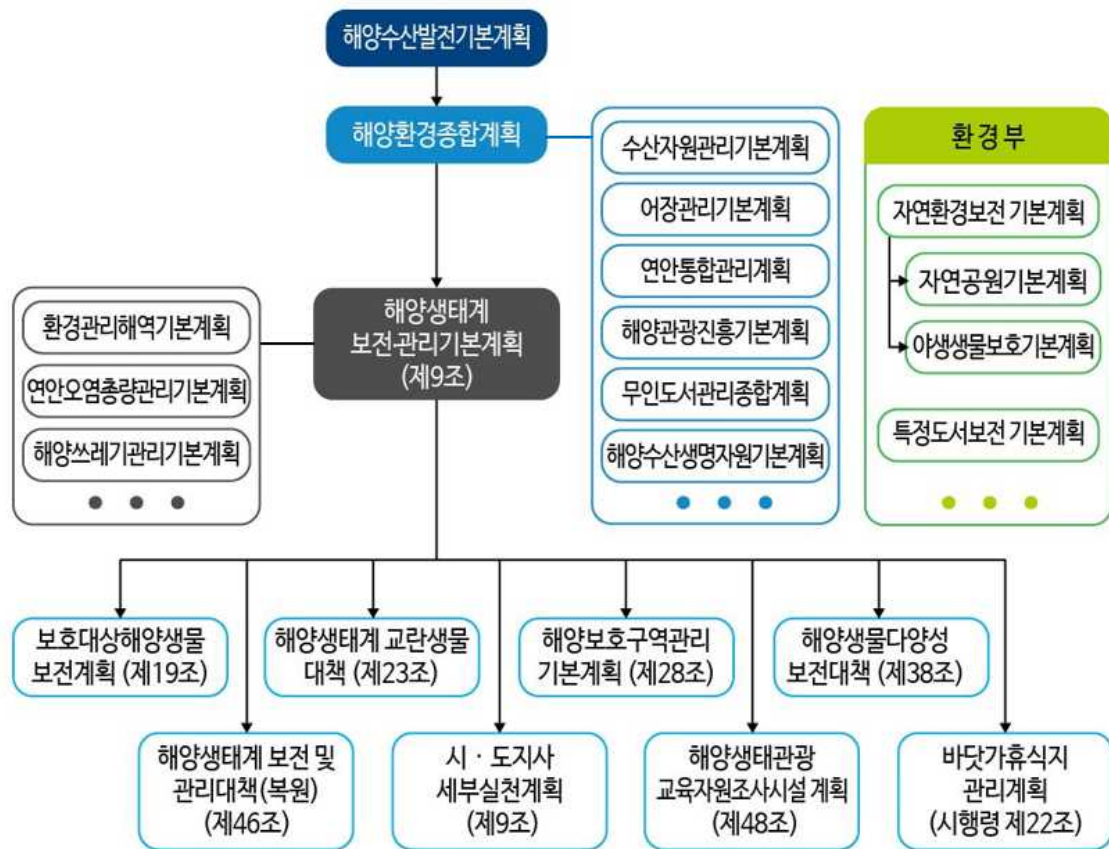 해양수산발전기본계획
해양환경종합계획
수산자원관리기본계획
어장관리기본계획
연안통합관리계획
해양관광진흥기본계획
무인도서관리종합계획
해양수산생명자원기본계획
환경부
자연환경보전 기본계획
자연공원기본계획
야생생물보호기본계획
특정도서보전 기본계획
환경관리해역기본계획
연안오염총량관리기본계획
해양쓰레기관리기본계획
해양생태계
보전·관리기본계획
(제9조)
보호대상해양생물
보전계획 (제19조)
해양생태계 교란생물
대책 (제23조)
해양보호구역관리
기본계획 (제28조)
해양생물다양성
보전대책 (제38조)
해양생태계 보전 및
관리대책(복원)
(제46조)
시 · 도지사
세부실천계획
(제9조)
해양생태관광
교육자원조사시설 계획
(제48조)
바닷가휴식지
관리계획
(시행령 제22조)